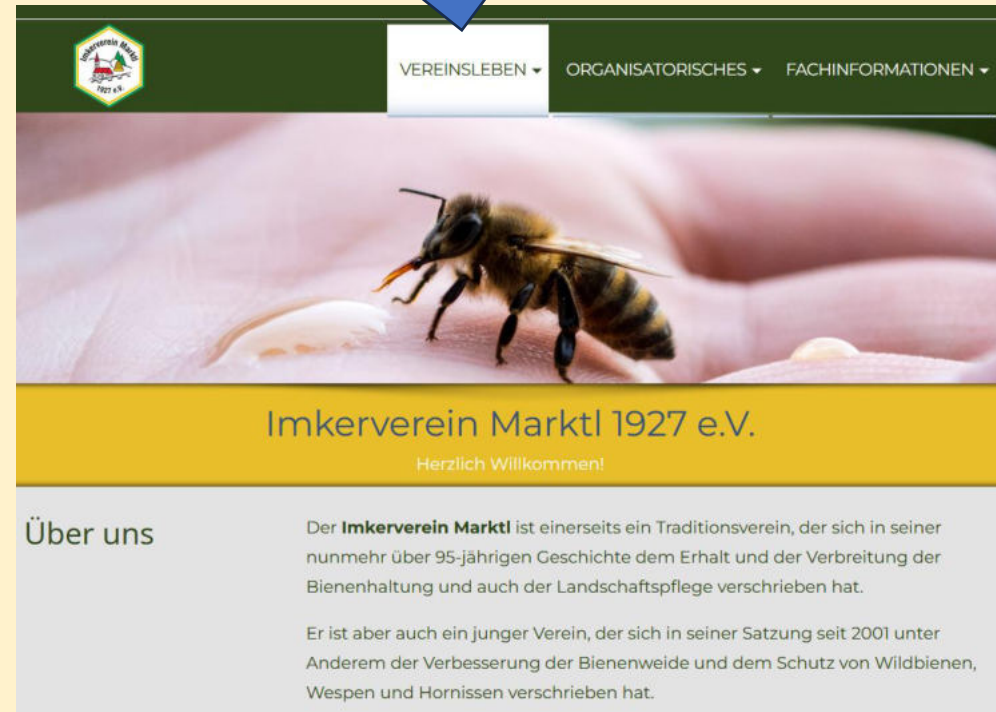 Imkerverein Marktl
1927 e.V.
VEREINSLEBEN
ORGANISATORISCHES
FACHINFORMATIONEN
Imkerverein Marktl 1927 e.V.
Herzlich Willkommen!
Über uns
Der Imkerverein Marktl ist einerseits ein Traditionsverein, der sich in seiner
nunmehr über 95-jährigen Geschichte dem Erhalt und der Verbreitung der
Bienenhaltung und auch der Landschaftspflege verschrieben hat.
Er ist aber auch ein junger Verein, der sich in seiner Satzung seit 2001 unter
Anderem der Verbesserung der Bienenweide und dem Schutz von Wildbienen,
Wespen und Hornissen verschrieben hat.